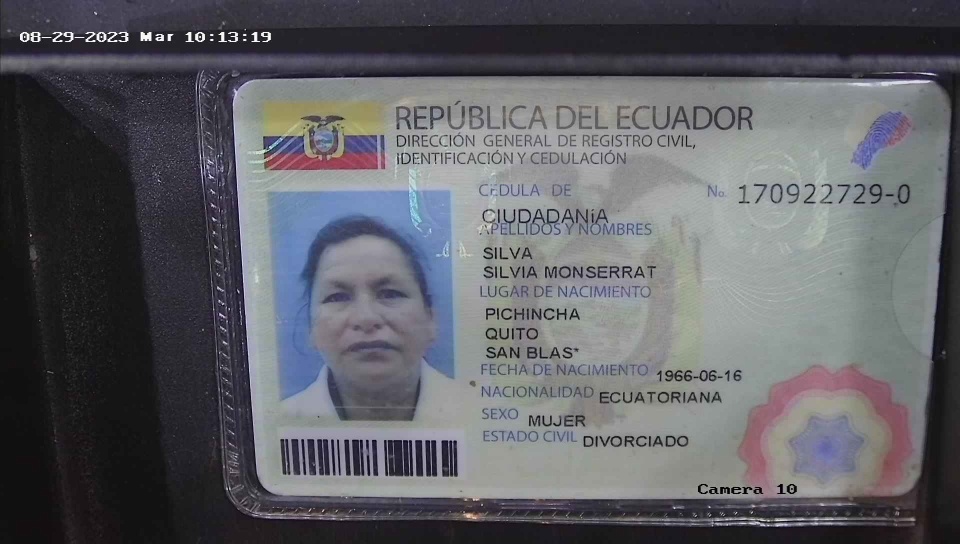 08-29-2023 Mar 10:13:19
REPÚBLICA DEL ECUADOR
DIRECCIÓN GENERAL DE REGISTRO CIVIL,
IDENTIFICACIÓN Y CEDULACIÓN
CÉDULA DE No. 170922729-0
CIUDADANíA
APELLIDOS Y NOMBRES
SILVA
SILVIA MONSERRAT
LUGAR DE NACIMIENTO
PICHINCHA
QUITO
SAN BLAS*
FECHA DE NACIMIENTO 1966-06-16
NACIONALIDAD ECUATORIANA
SEXO MUJER
ESTADO CIVIL DIVORCIADO
Camera 10